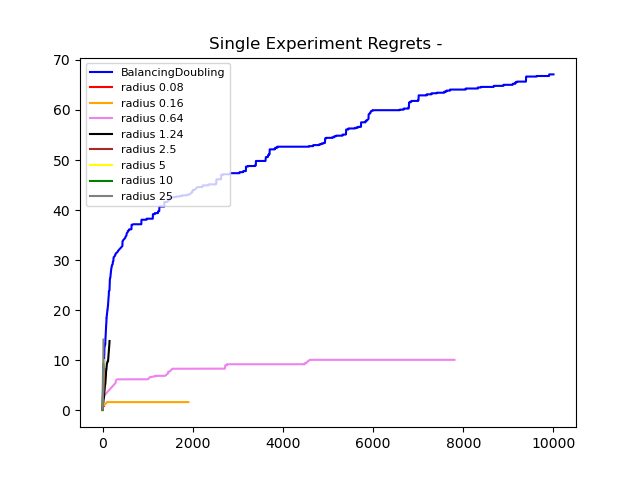 Single Experiment Regrets -
70
60
50
40
30
20
10
0
BalancingDoubling
radius 0.08
radius 0.16
radius 0.64
radius 1.24
radius 2.5
radius 5
radius 10
radius 25
0 2000 4000 6000 8000 10000